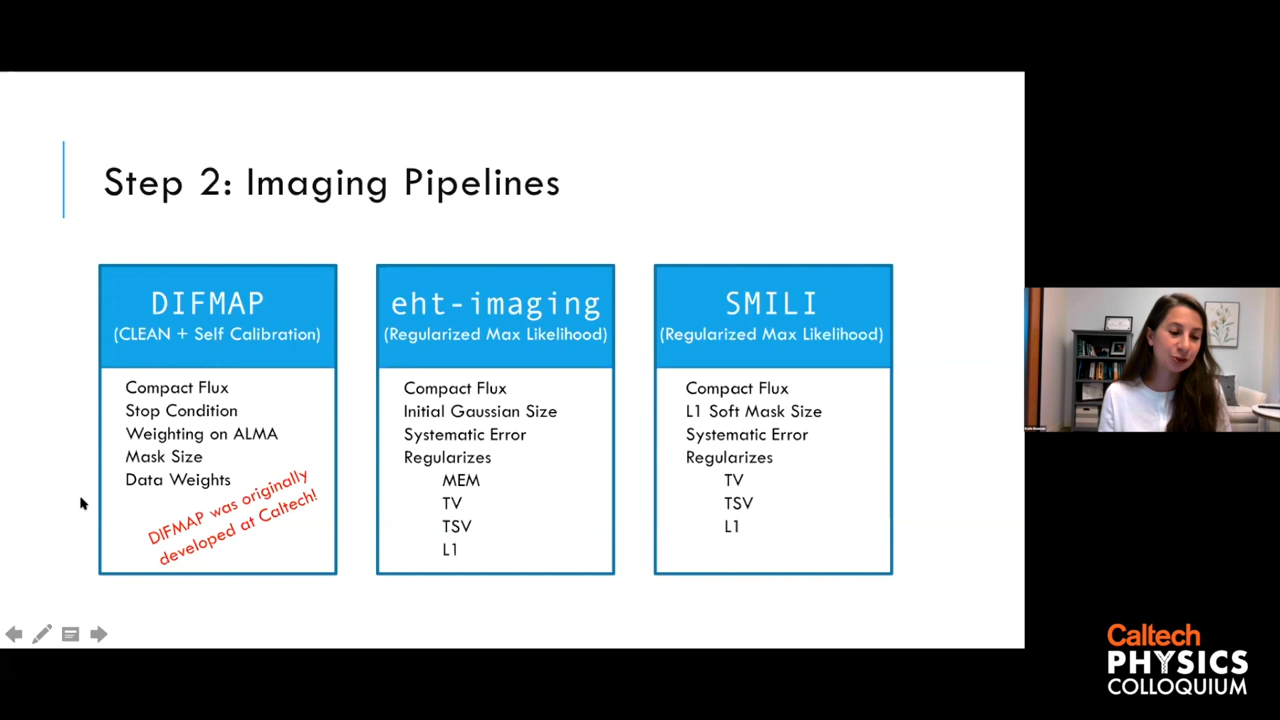 Step 2: Imaging Pipelines
DIFMAP
(CLEAN + Self Calibration)
Compact Flux
Stop Condition
Weighting on ALMA
Mask Size
Data Weights
DIFMAP was originally
developed at Caltech!
eht-imaging
(Regularized Max Likelihood)
Compact Flux
Initial Gaussian Size
Systematic Error
Regularizes
MEM
TV
TSV
L1
SMILI
(Regularized Max Likelihood)
Compact Flux
L1 Soft Mask Size
Systematic Error
Regularizes
TV
TSV
L1
Caltech
PHYSICS
COLLOQUIUM